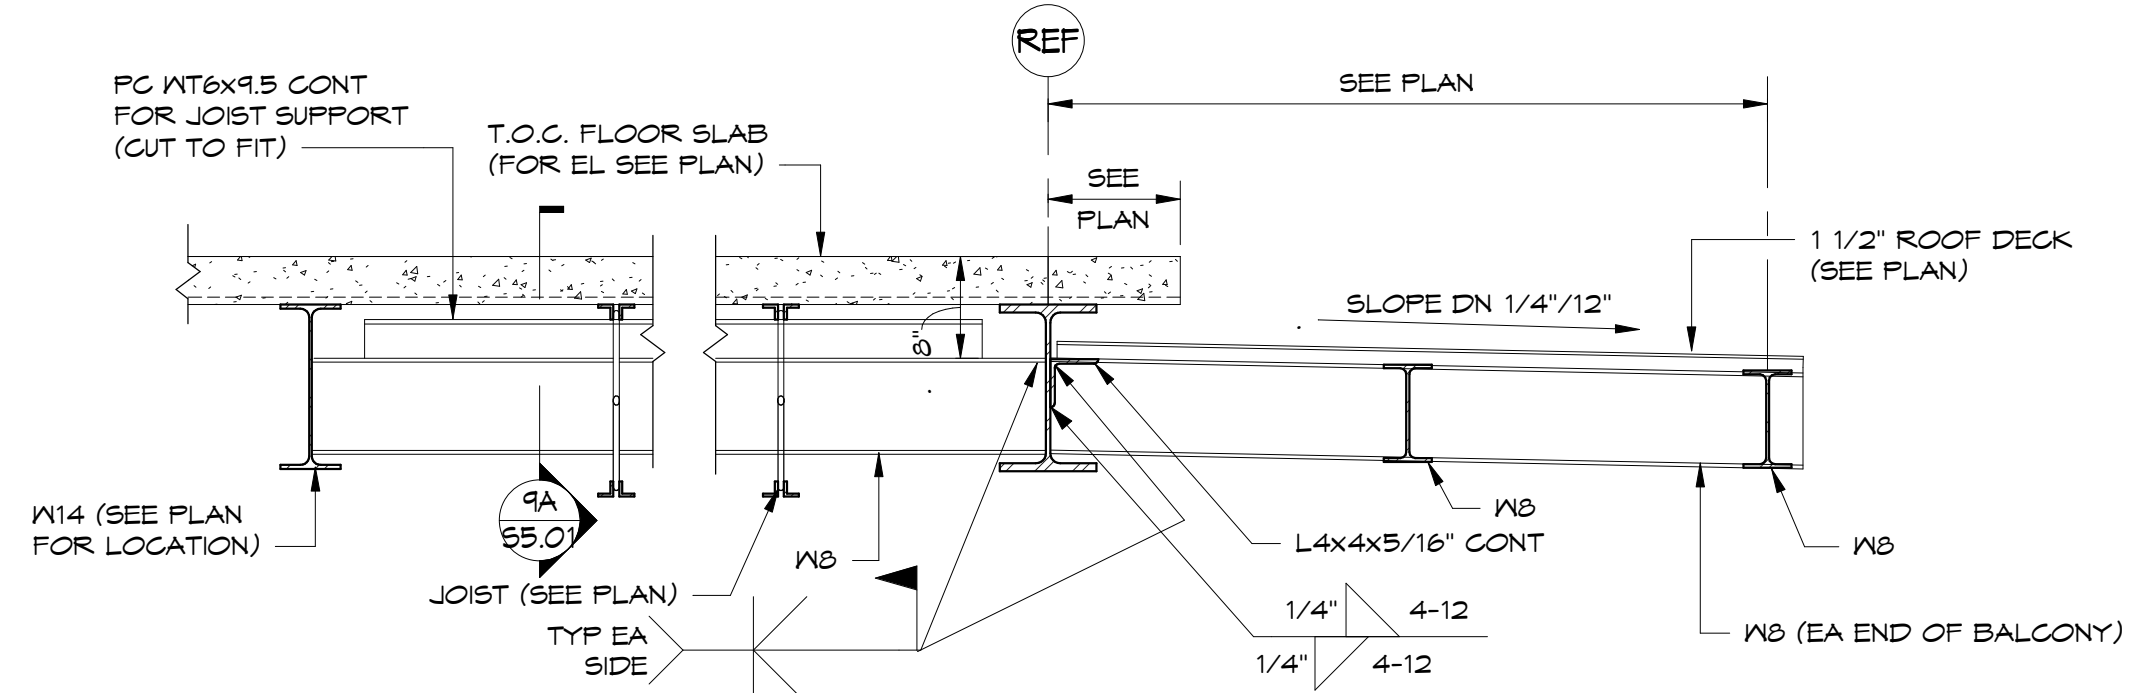 REF
PC WT6x9.5 CONT
FOR JOIST SUPPORT
(CUT TO FIT)
SEE PLAN
T.O.C. FLOOR SLAB
(FOR EL SEE PLAN)
SEE
PLAN
1 1/2" ROOF DECK
(SEE PLAN)
SLOPE DN 1/4"/12"
8"
9A
S5.01
W14 (SEE PLAN
FOR LOCATION)
W8
L4x4x5/16" CONT
W8
W8
JOIST (SEE PLAN)
TYP EA
SIDE
1/4" 4-12
1/4" 4-12
W8 (EA END OF BALCONY)